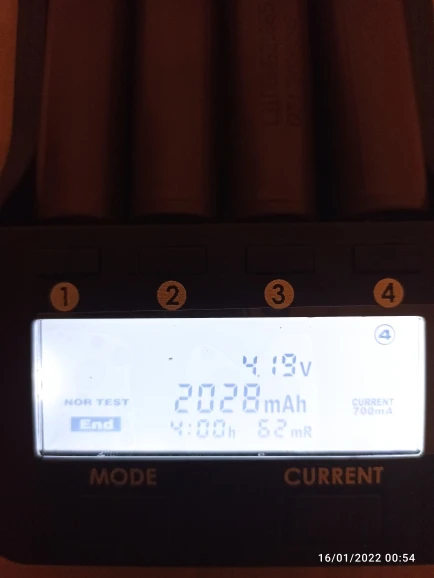 1 2 3 4
4
4.19V
2028mAh
NOR TEST
CURRENT
700mA
End
4:00h 62mR
MODE CURRENT
16/01/2022 00:54